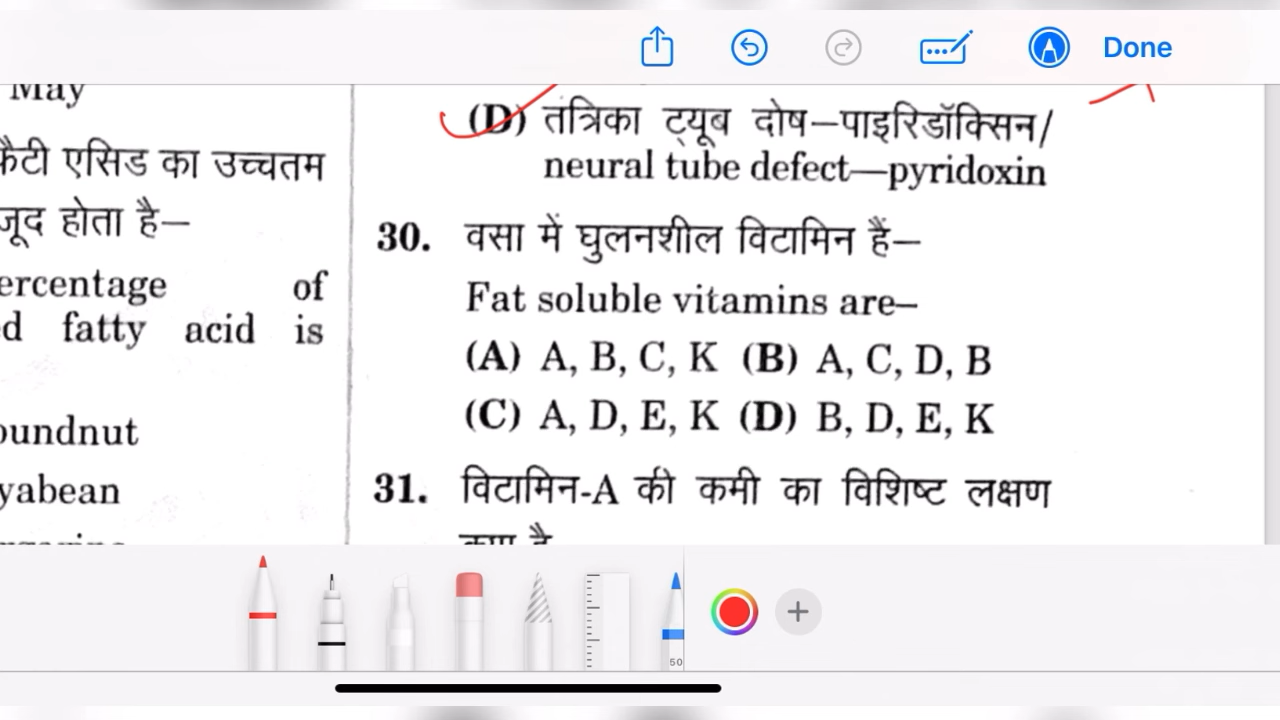 Done
May
फैटी एसिड का उच्चतम
जूद होता है—
ercentage of
d fatty acid is
oundnut
yabean
(D) तंत्रिका ट्यूब दोष—पाइरिडॉक्सिन/
neural tube defect—pyridoxin
30. वसा में घुलनशील विटामिन हैं—
Fat soluble vitamins are–
(A) A, B, C, K (B) A, C, D, B
(C) A, D, E, K (D) B, D, E, K
31. विटामिन-A की कमी का विशिष्ट लक्षण
क्या है
50